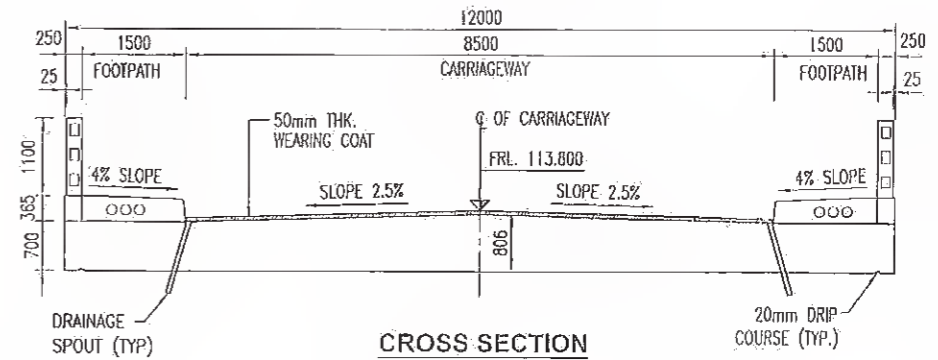 12000
250
1500
8500
1500
250
25
FOOTPATH
CARRIAGEWAY
FOOTPATH
25
50mm THK.
WEARING COAT
℄ OF CARRIAGEWAY
FRL. 113.800
1100
4% SLOPE
SLOPE 2.5%
SLOPE 2.5%
4% SLOPE
365
700
806
DRAINAGE
SPOUT (TYP)
20mm DRIP
COURSE (TYP.)
CROSS SECTION